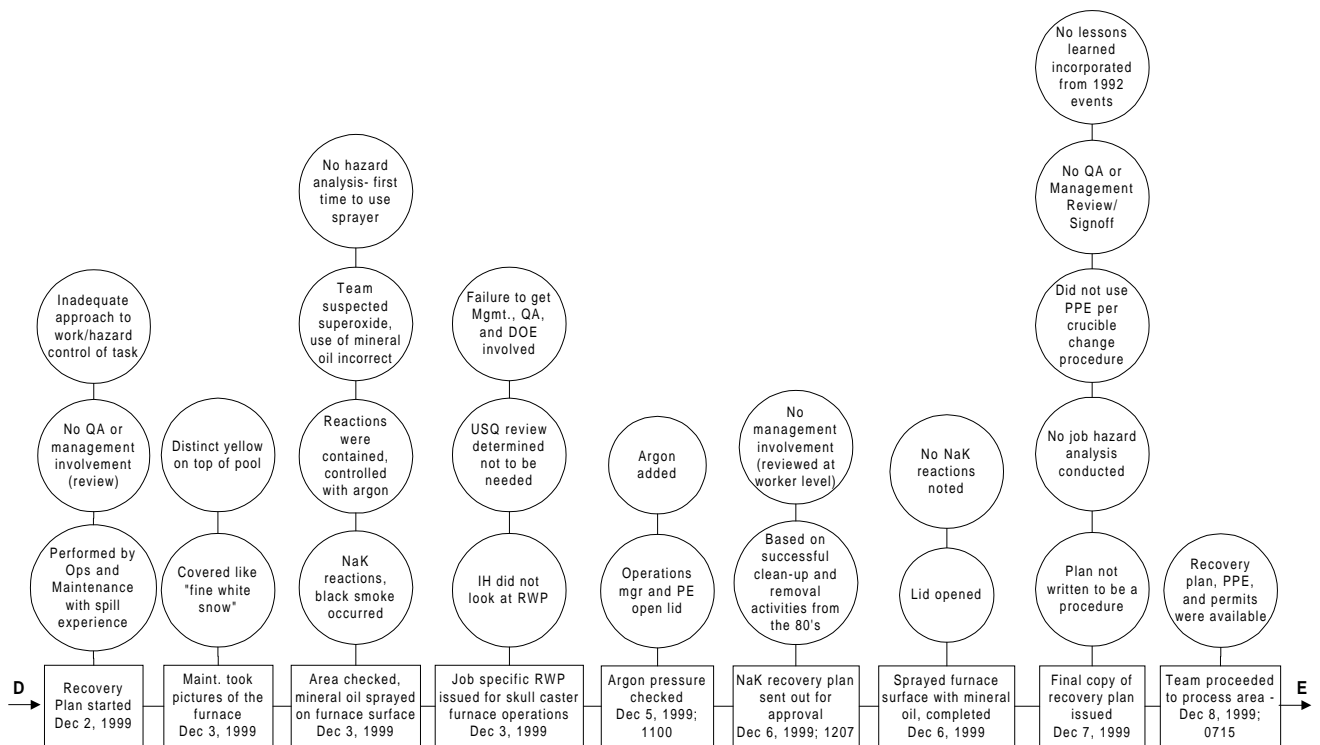 No lessons
learned
incorporated
from 1992
events
No hazard
analysis- first
time to use
sprayer
No QA or
Management
Review/
Signoff
Inadequate
approach to
work/hazard
control of task
Team
suspected
superoxide,
use of mineral
oil incorrect
Failure to get
Mgmt., QA,
and DOE
involved
Did not use
PPE per
crucible
change
procedure
No QA or
management
involvement
(review)
Distinct yellow
on top of pool
Reactions
were
contained,
controlled
with argon
USQ review
determined
not to be
needed
Argon
added
No
management
involvement
(reviewed at
worker level)
No NaK
reactions
noted
No job hazard
analysis
conducted
Performed by
Ops and
Maintenance
with spill
experience
Covered like
"fine white
snow"
NaK
reactions,
black smoke
occurred
IH did not
look at RWP
Operations
mgr and PE
open lid
Based on
successful
clean-up and
removal
activities from
the 80's
Lid opened
Plan not
written to be a
procedure
Recovery
plan, PPE,
and permits
were available
D
Recovery
Plan started
Dec 2, 1999
Maint. took
pictures of the
furnace
Dec 3, 1999
Area checked,
mineral oil sprayed
on furnace surface
Dec 3, 1999
Job specific RWP
issued for skull caster
furnace operations
Dec 3, 1999
Argon pressure
checked
Dec 5, 1999;
1100
NaK recovery plan
sent out for
approval
Dec 6, 1999; 1207
Sprayed furnace
surface with mineral
oil, completed
Dec 6, 1999
Final copy of
recovery plan
issued
Dec 7, 1999
Team proceeded
to process area -
Dec 8, 1999;
0715
E